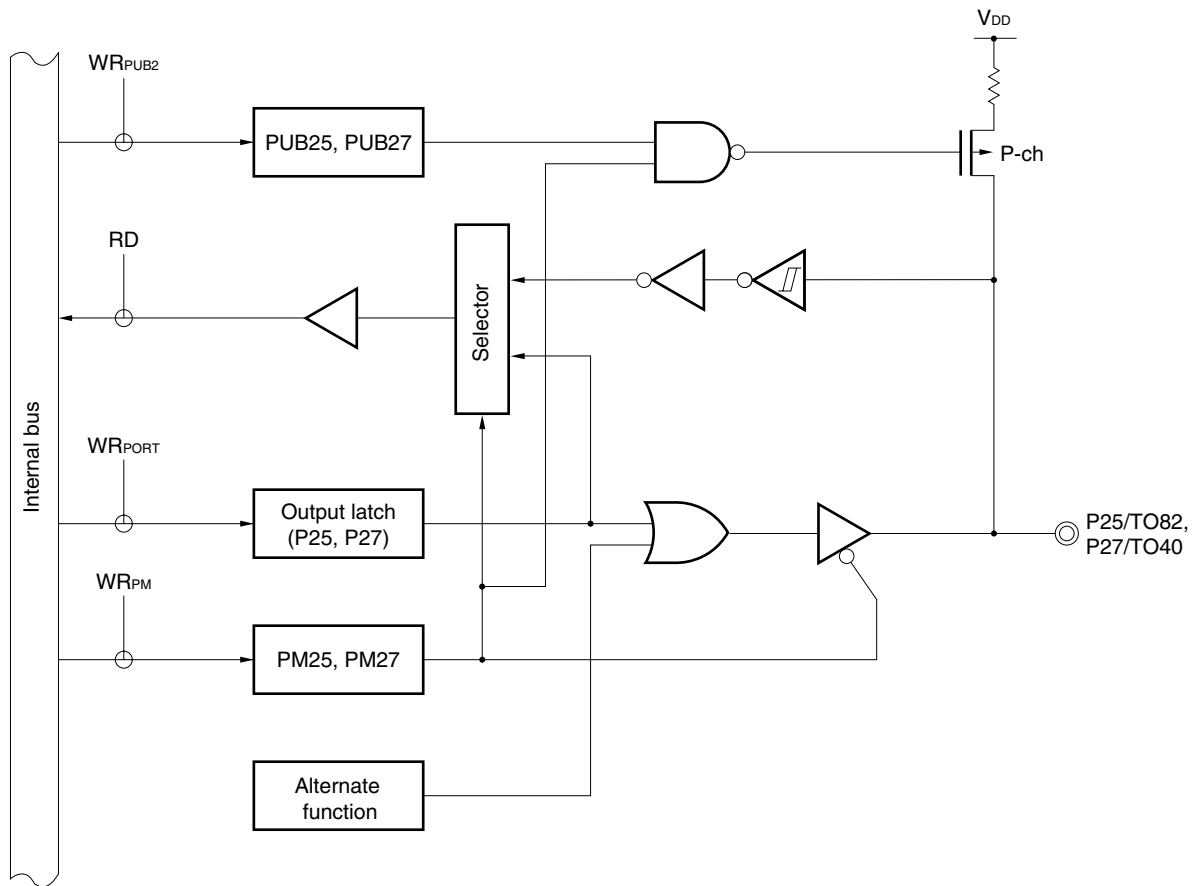 VDD
WRPUB2
PUB25, PUB27
P-ch
RD
Selector
Internal bus
WRPORT
Output latch
(P25, P27)
P25/TO82,
P27/TO40
WRPM
PM25, PM27
Alternate
function